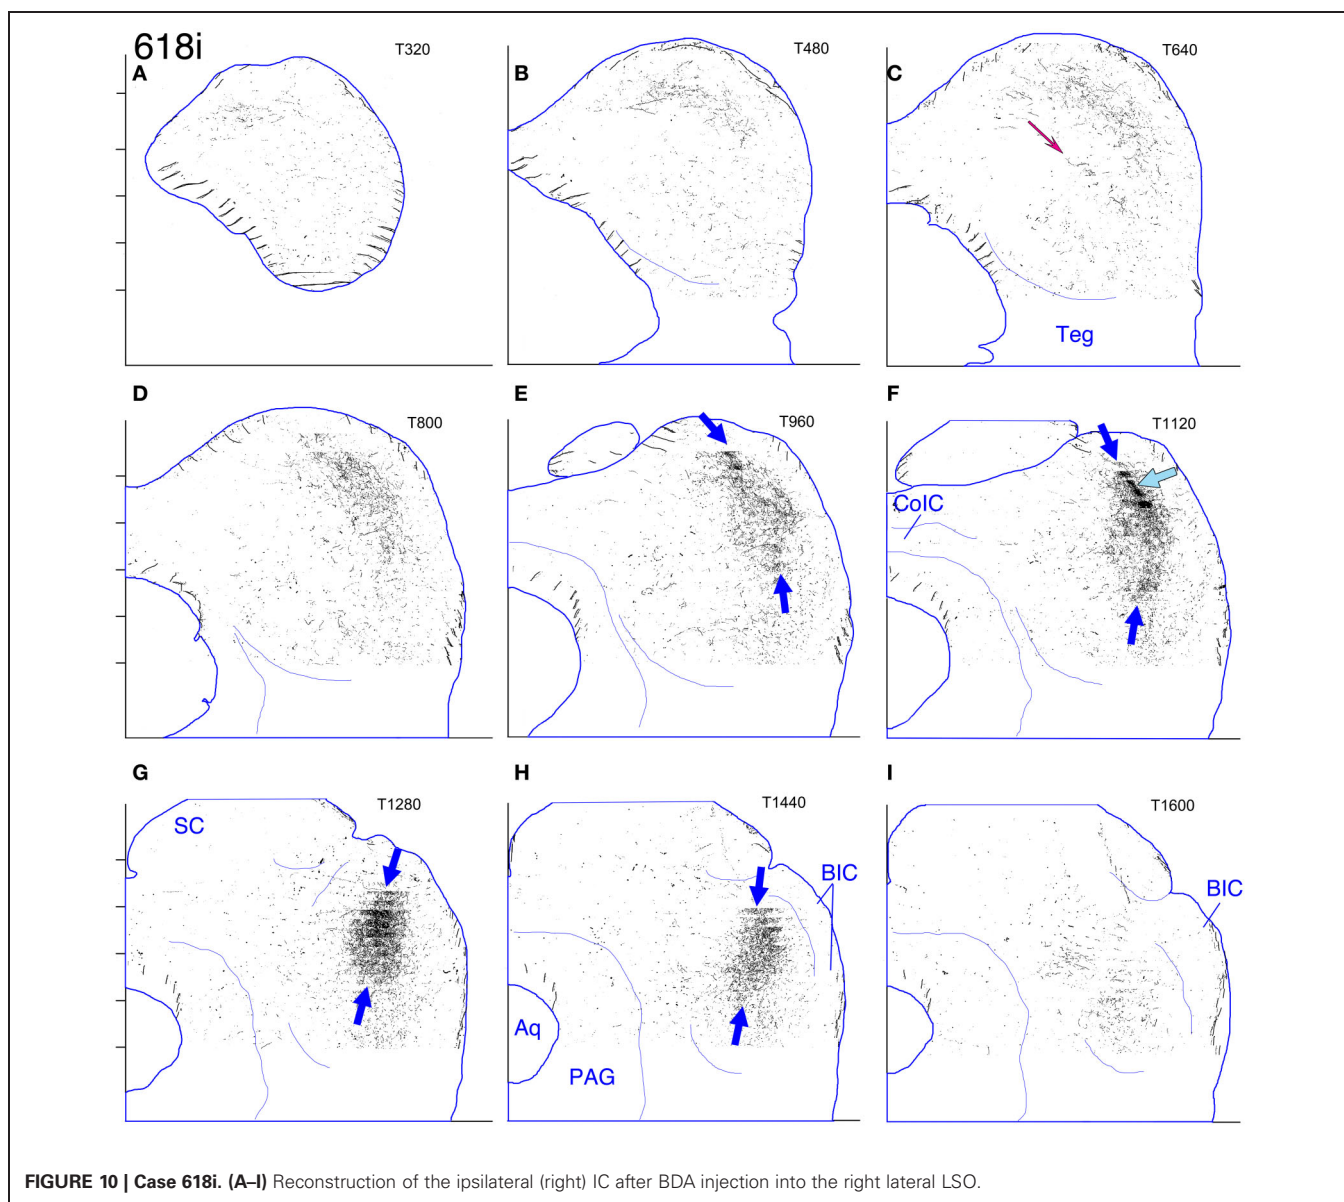 618i
A
T320
B
T480
C
T640
Teg
D
T800
E
T960
F
T1120
CoIC
G
T1280
SC
H
T1440
BIC
Aq
PAG
I
T1600
BIC
FIGURE 10 | Case 618i. (A–I) Reconstruction of the ipsilateral (right) IC after BDA injection into the right lateral LSO.